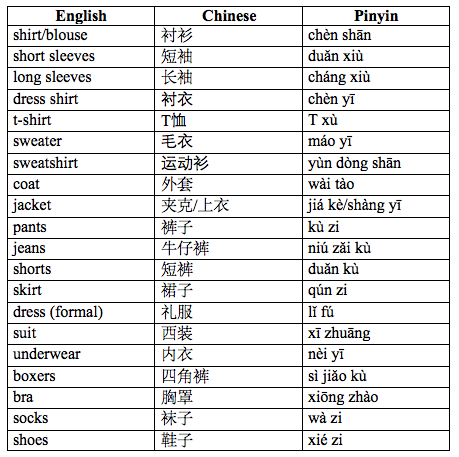 English Chinese Pinyin
shirt/blouse 衬衫 chèn shān
short sleeves 短袖 duǎn xiù
long sleeves 长袖 cháng xiù
dress shirt 衬衣 chèn yī
t-shirt T恤 T xù
sweater 毛衣 máo yī
sweatshirt 运动衫 yùn dòng shān
coat 外套 wài tào
jacket 夹克/上衣 jiá kè/shàng yī
pants 裤子 kù zi
jeans 牛仔裤 niú zǎi kù
shorts 短裤 duǎn kù
skirt 裙子 qún zi
dress (formal) 礼服 lǐ fú
suit 西装 xī zhuāng
underwear 内衣 nèi yī
boxers 四角裤 sì jiǎo kù
bra 胸罩 xiōng zhào
socks 袜子 wà zi
shoes 鞋子 xié zi